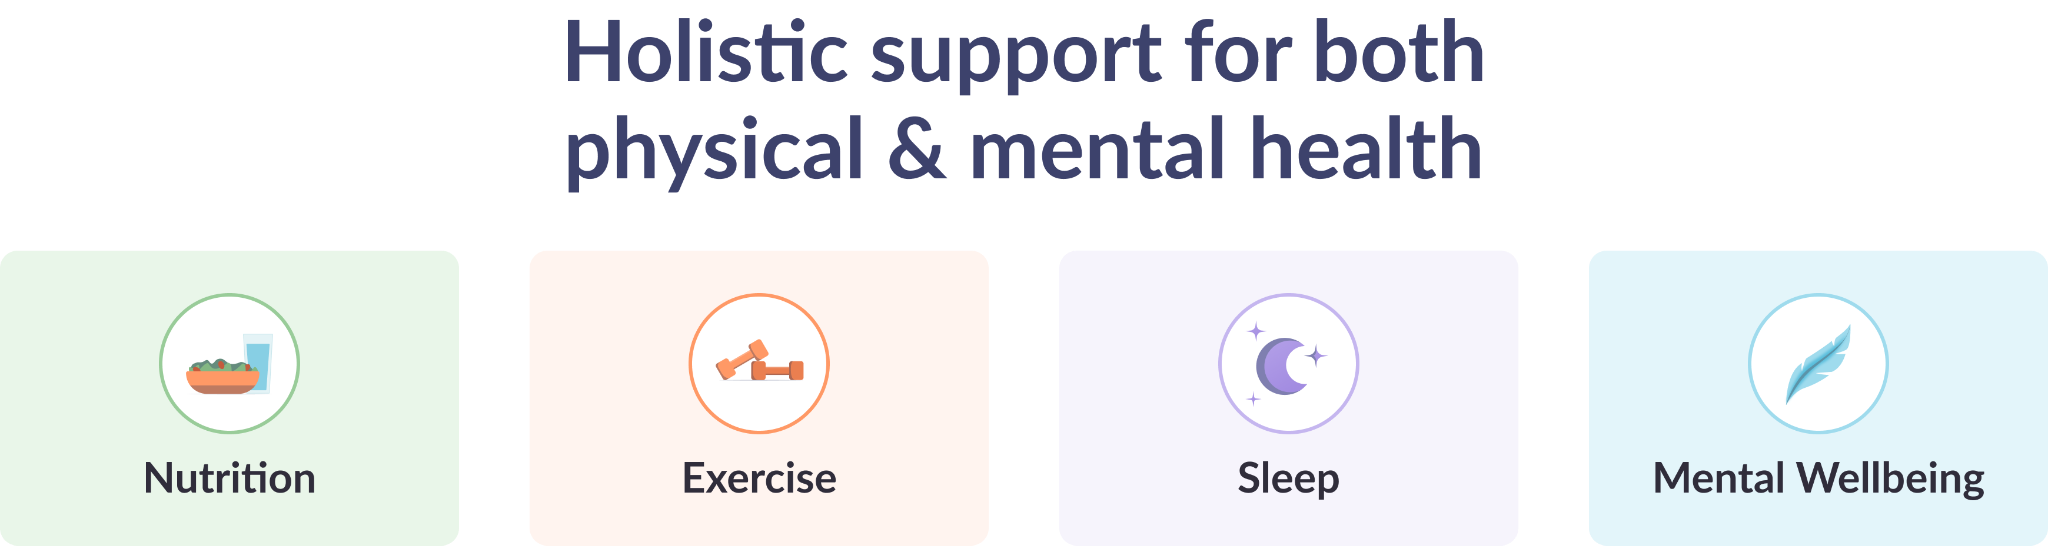 Holistic support for both
physical & mental health
Nutrition
Exercise
Sleep
Mental Wellbeing